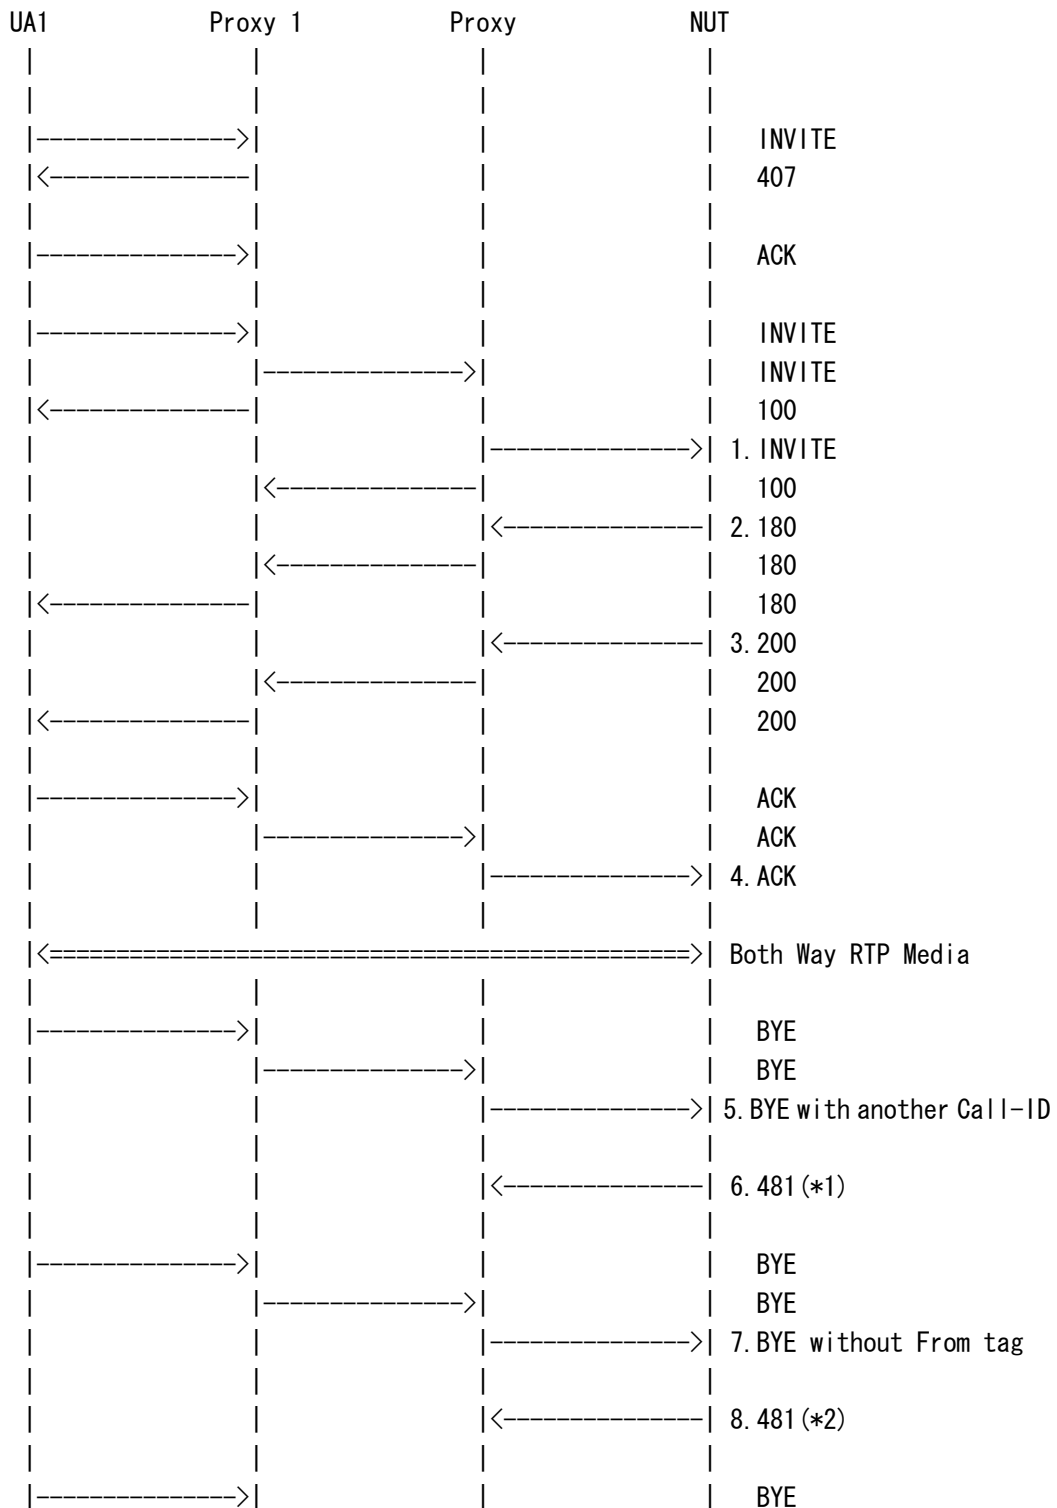 UA1 Proxy 1 Proxy NUT
INVITE
407
ACK
INVITE
INVITE
100
1. INVITE
100
2. 180
180
180
3. 200
200
200
ACK
ACK
4. ACK
Both Way RTP Media
BYE
BYE
5. BYE with another Call-ID
6. 481(*1)
BYE
BYE
7. BYE without From tag
8. 481(*2)
BYE